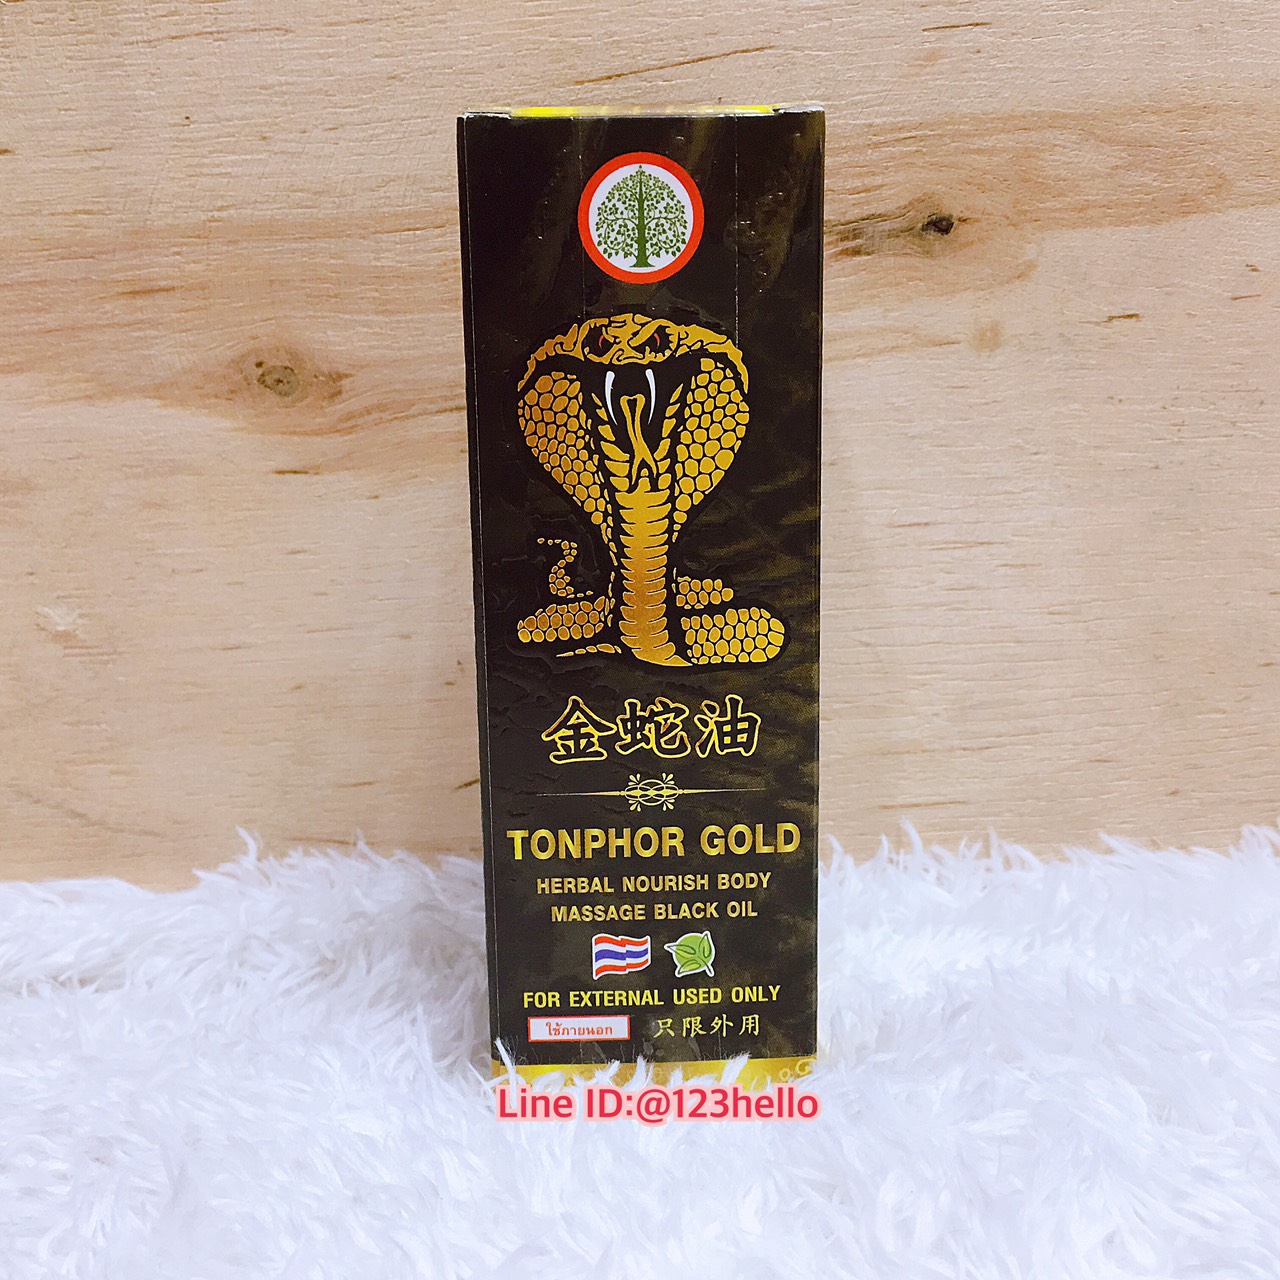 金蛇油
TONPHOR GOLD
HERBAL NOURISH BODY
MASSAGE BLACK OIL
FOR EXTERNAL USED ONLY
ใช้ภายนอก 只限外用
Line ID:@123hello